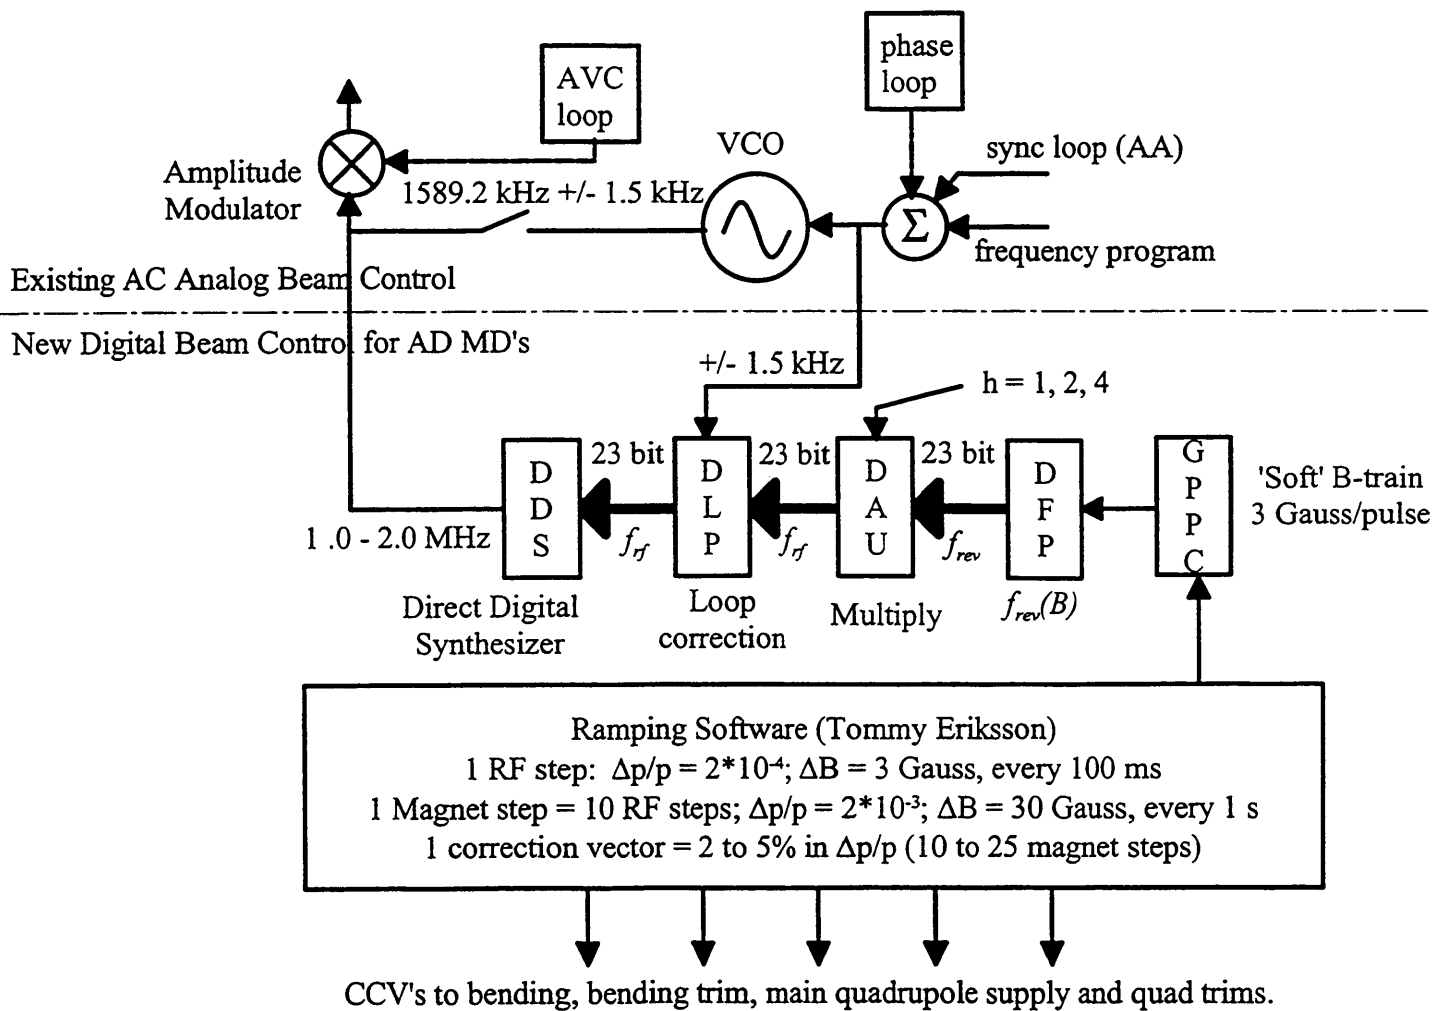 phase
loop
AVC
loop
VCO
sync loop (AA)
Amplitude
Modulator
1589.2 kHz +/- 1.5 kHz
Σ
frequency program
Existing AC Analog Beam Control
New Digital Beam Control for AD MD's
+/- 1.5 kHz
h = 1, 2, 4
23 bit
23 bit
23 bit
DDS
DLP
DAU
DFP
GPPC
'Soft' B-train
3 Gauss/pulse
1 .0 - 2.0 MHz
f_rf
f_rf
f_rev
Direct Digital
Synthesizer
Loop
correction
Multiply
f_rev(B)
Ramping Software (Tommy Eriksson)
1 RF step: Δp/p = 2*10⁻⁴; ΔB = 3 Gauss, every 100 ms
1 Magnet step = 10 RF steps; Δp/p = 2*10⁻³; ΔB = 30 Gauss, every 1 s
1 correction vector = 2 to 5% in Δp/p (10 to 25 magnet steps)
CCV's to bending, bending trim, main quadrupole supply and quad trims.